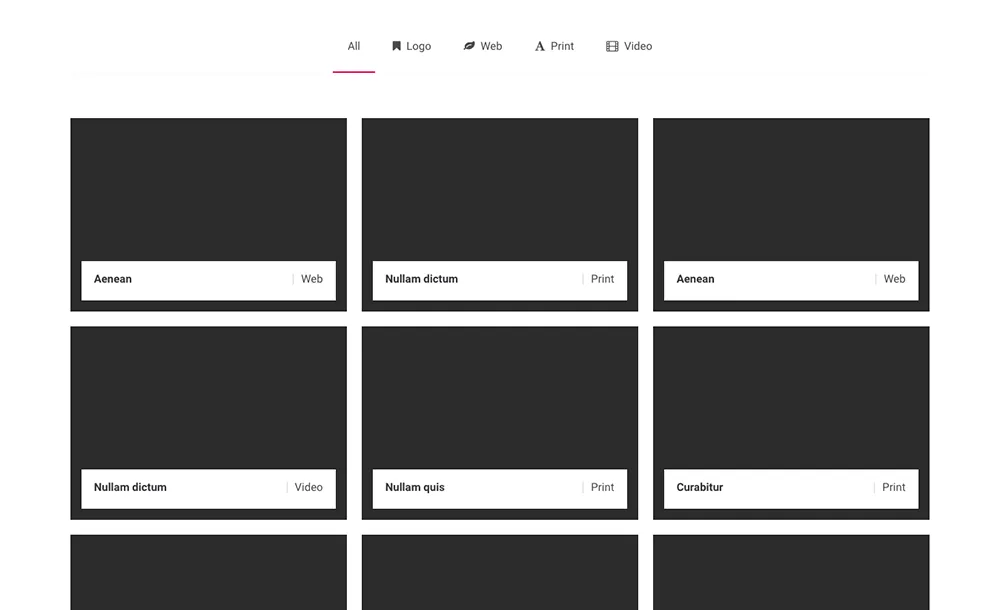 All Logo Web Print Video
Aenean | Web
Nullam dictum | Print
Aenean | Web
Nullam dictum | Video
Nullam quis | Print
Curabitur | Print